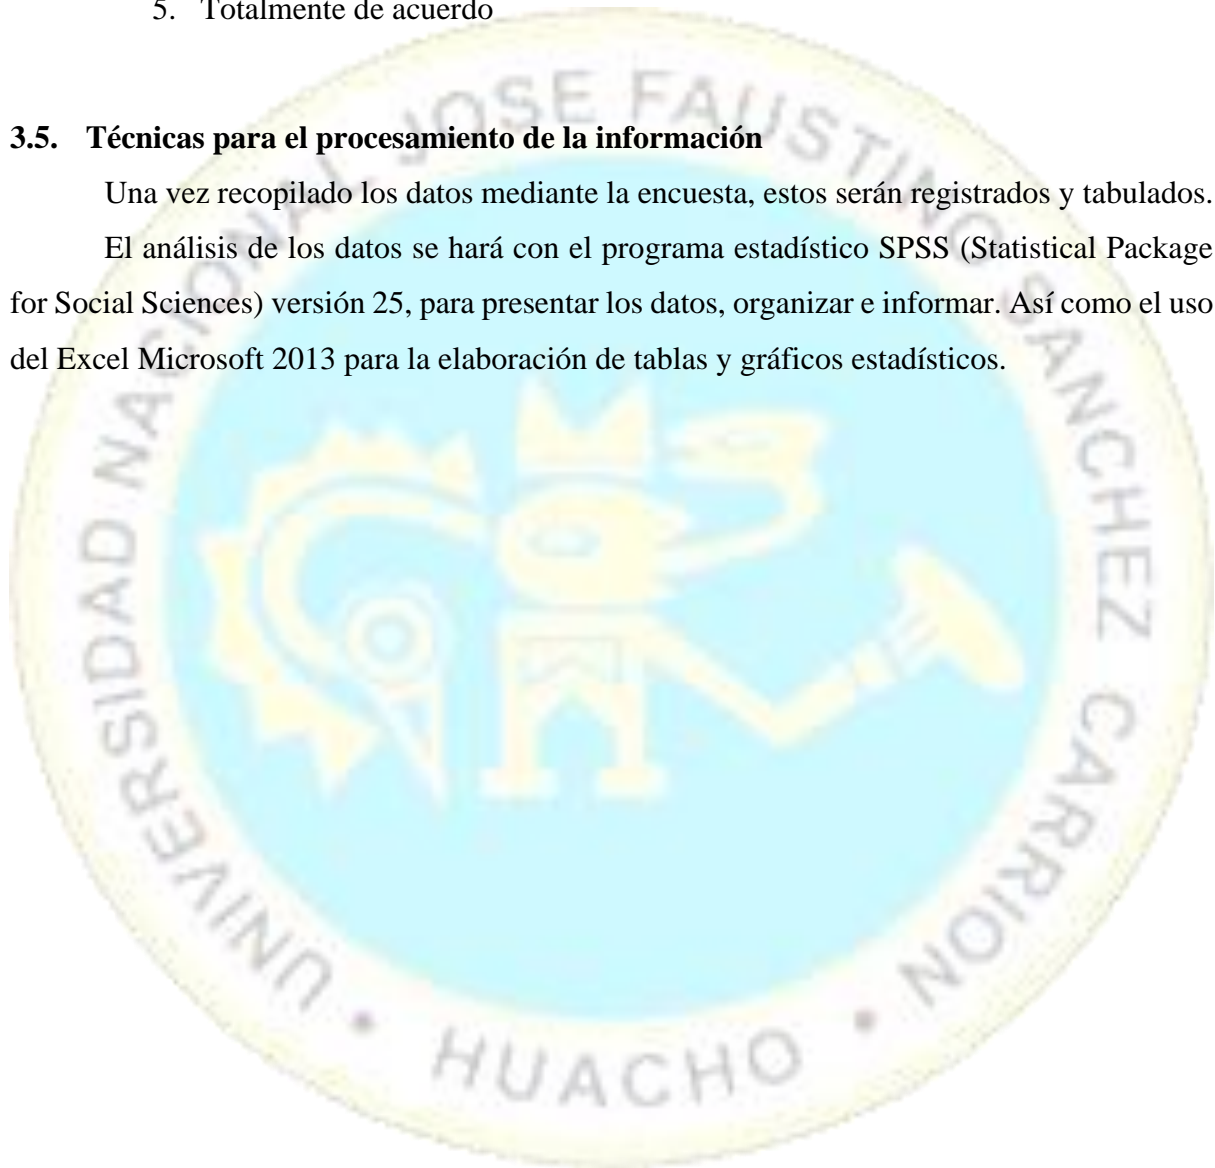 5. Totalmente de acuerdo
3.5. Técnicas para el procesamiento de la información
Una vez recopilado los datos mediante la encuesta, estos serán registrados y tabulados.
El análisis de los datos se hará con el programa estadístico SPSS (Statistical Package
for Social Sciences) versión 25, para presentar los datos, organizar e informar. Así como el uso
del Excel Microsoft 2013 para la elaboración de tablas y gráficos estadísticos.
UNIVERSIDAD NACIONAL JOSE FAUSTINO SANCHEZ CARRION
• HUACHO •